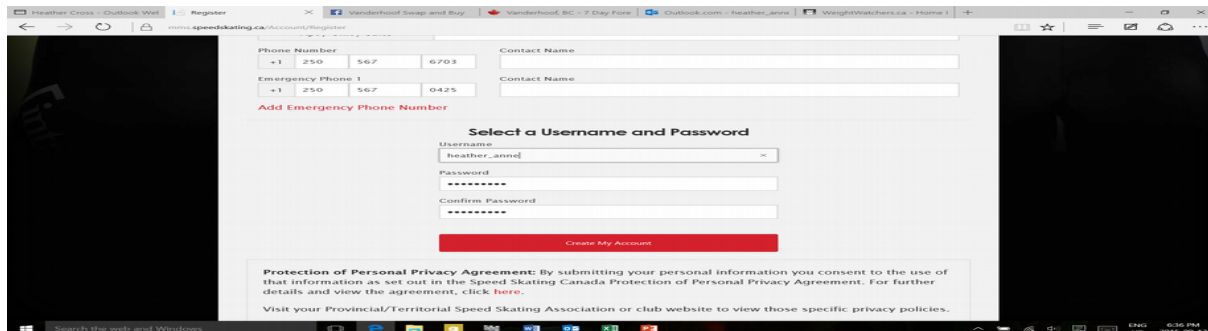 Heather Cross - Outlook Wel
Register
Vanderhoof Swap and Buy
Vanderhoof, BC - 7 Day Fore
Outlook.com - heather_anne
WeightWatchers.ca - Home
mms.speedskating.ca/Account/Register
Phone Number
Contact Name
+1 250 567 6703
Emergency Phone 1
Contact Name
+1 250 567 0425
Add Emergency Phone Number
Select a Username and Password
Username
heather_anne
Password
Confirm Password
Create My Account
Protection of Personal Privacy Agreement: By submitting your personal information you consent to the use of
that information as set out in the Speed Skating Canada Protection of Personal Privacy Agreement. For further
details and view the agreement, click here.
Visit your Provincial/Territorial Speed Skating Association or club website to view those specific privacy policies.
Search the web and Windows
ENG 6:36 PM